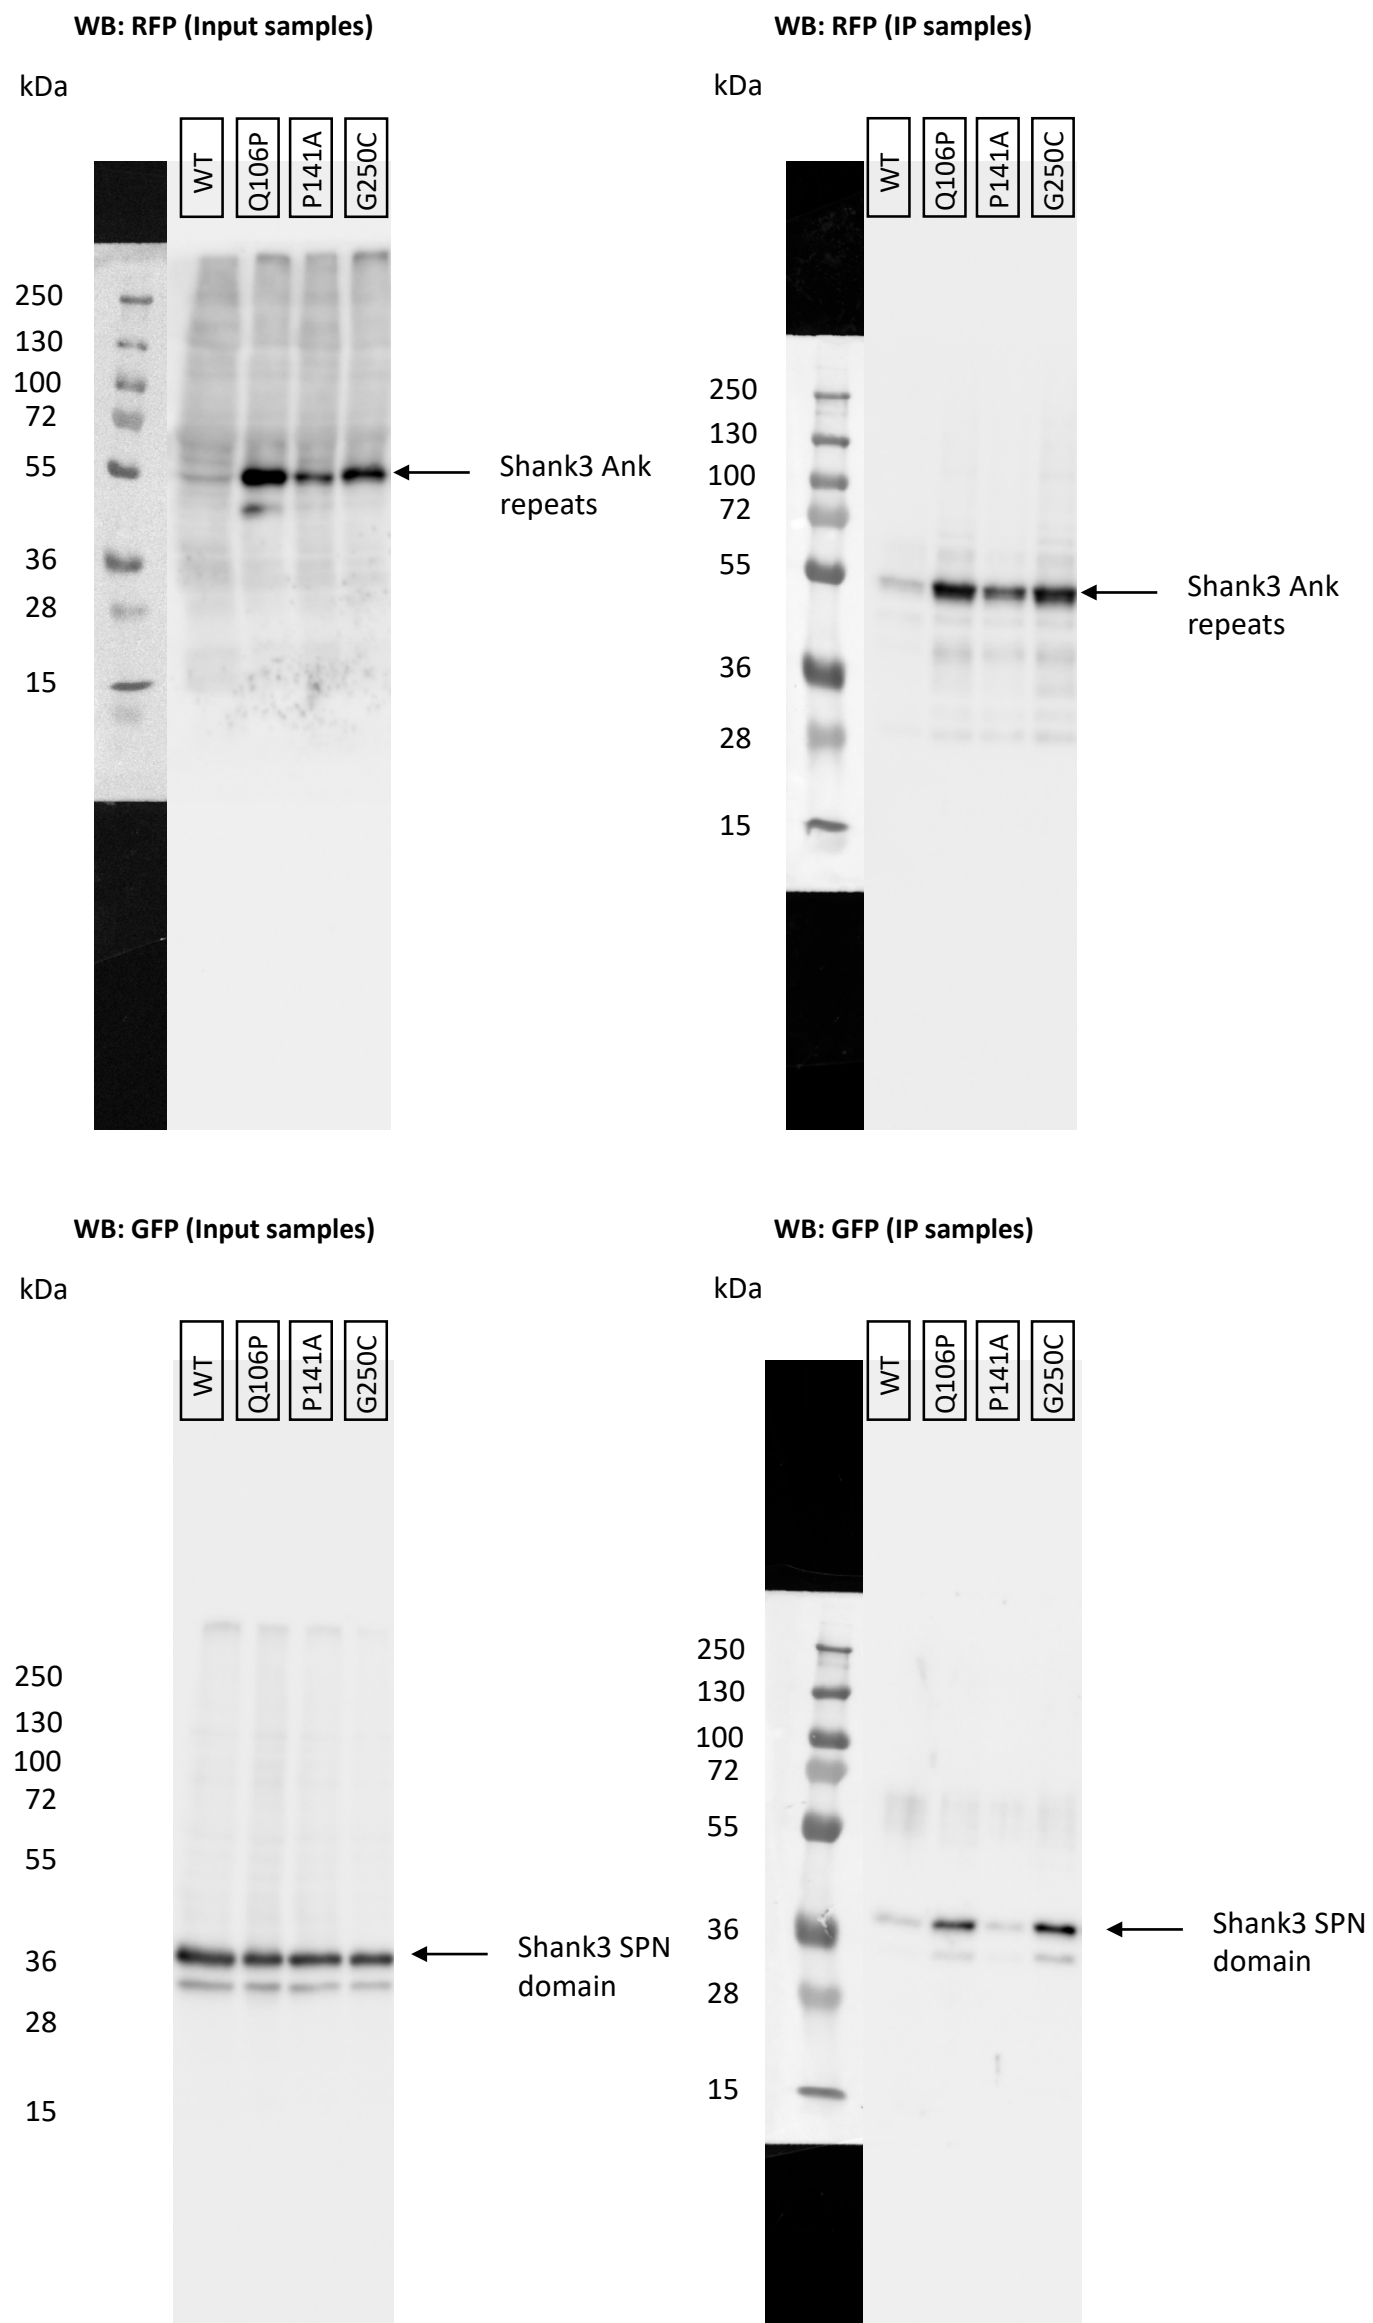 WB: RFP (Input samples)
kDa
WT
Q106P
P141A
G250C
250
130
100
72
55
36
28
15
Shank3 Ank
repeats
WB: RFP (IP samples)
kDa
WT
Q106P
P141A
G250C
250
130
100
72
55
36
28
15
Shank3 Ank
repeats
WB: GFP (Input samples)
kDa
WT
Q106P
P141A
G250C
250
130
100
72
55
36
28
15
Shank3 SPN
domain
WB: GFP (IP samples)
kDa
WT
Q106P
P141A
G250C
250
130
100
72
55
36
28
15
Shank3 SPN
domain